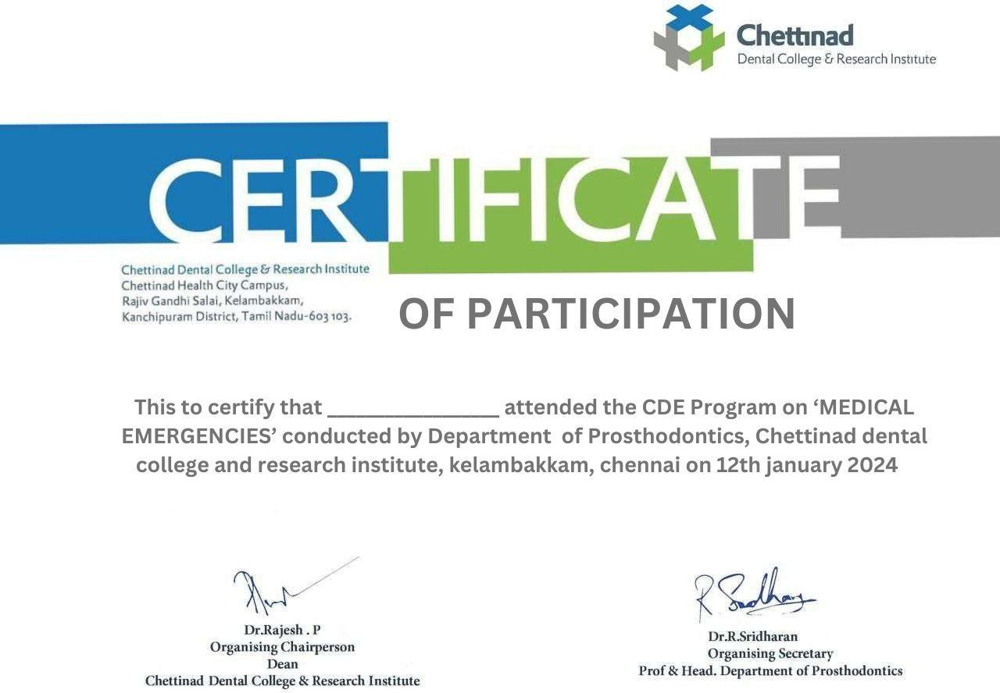 Chettinad
Dental College & Research Institute
CERTIFICATE
Chettinad Dental College & Research Institute
Chettinad Health City Campus,
Rajiv Gandhi Salai, Kelambakkam,
Kanchipuram District, Tamil Nadu-603 103.
OF PARTICIPATION
This to certify that __________________ attended the CDE Program on ‘MEDICAL
EMERGENCIES’ conducted by Department of Prosthodontics, Chettinad dental
college and research institute, kelambakkam, chennai on 12th january 2024
R Sridharan
Dr.Rajesh . P
Organising Chairperson
Dean
Chettinad Dental College & Research Institute
Dr.R.Sridharan
Organising Secretary
Prof & Head. Department of Prosthodontics